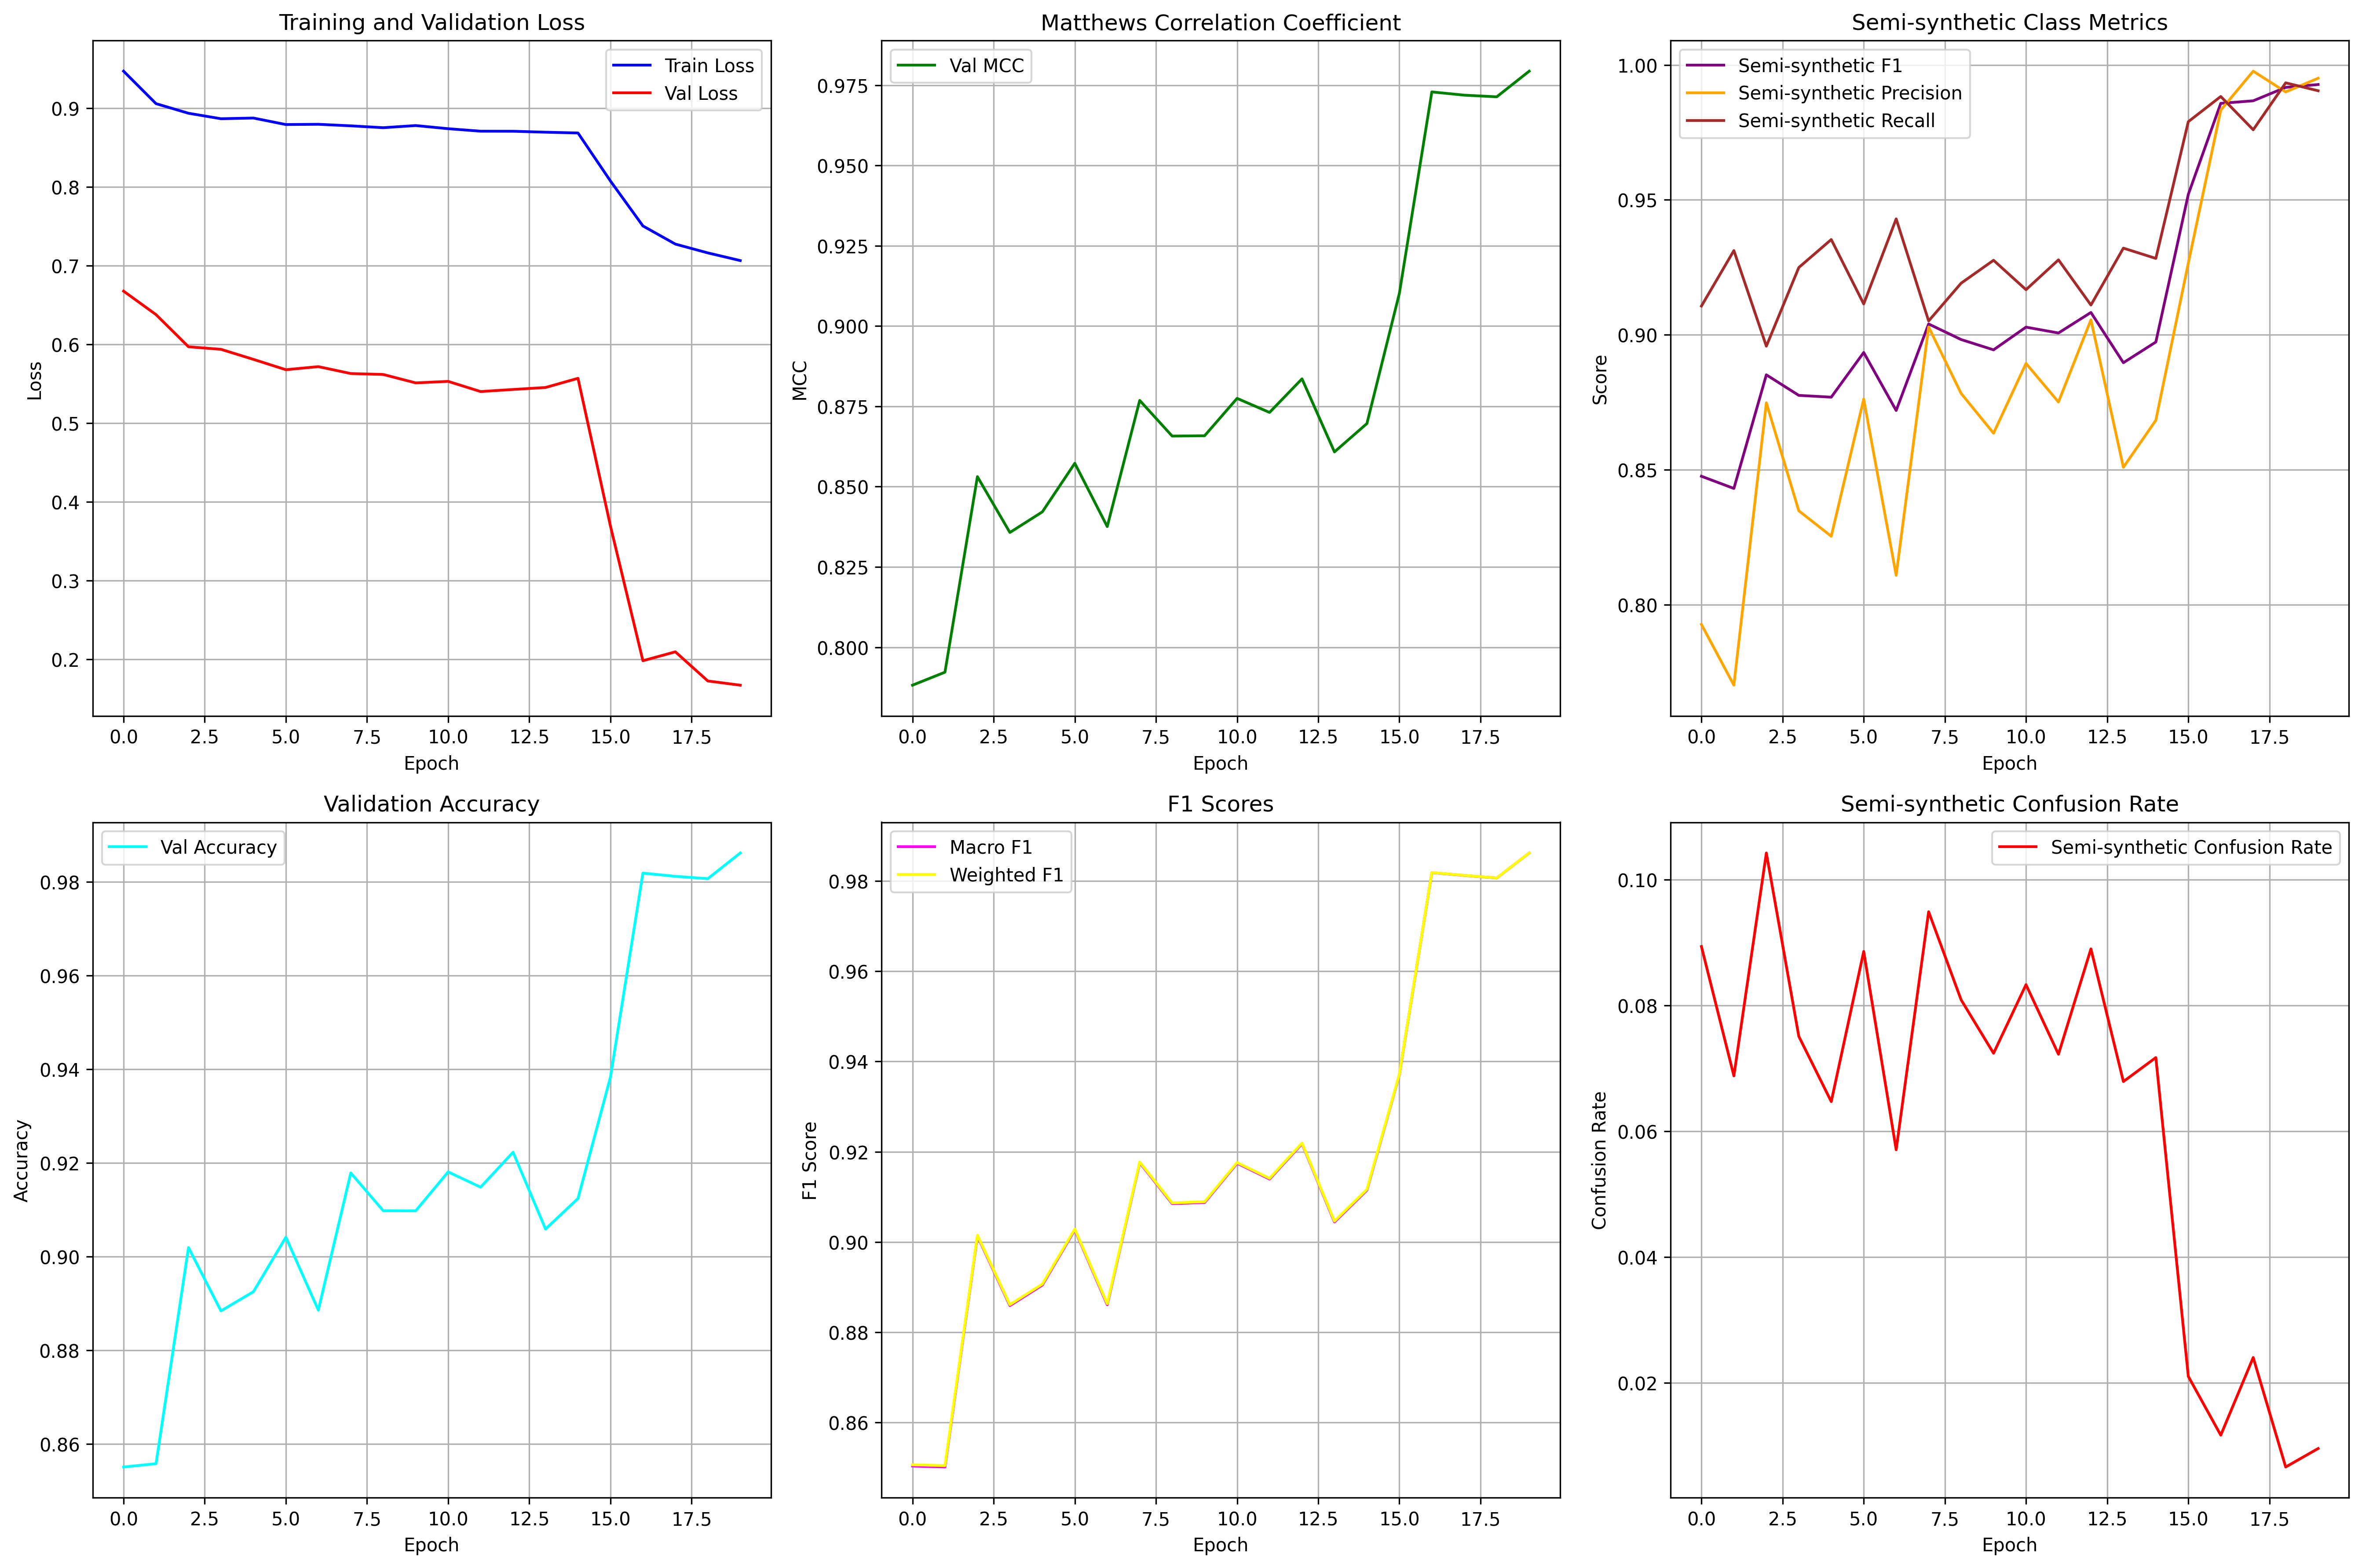 Training and Validation Loss
Train Loss
Val Loss
0.9
0.8
0.7
0.6
0.5
0.4
0.3
0.2
Loss
0.0 2.5 5.0 7.5 10.0 12.5 15.0 17.5
Epoch
Matthews Correlation Coefficient
Val MCC
0.975
0.950
0.925
0.900
0.875
0.850
0.825
0.800
MCC
0.0 2.5 5.0 7.5 10.0 12.5 15.0 17.5
Epoch
Semi-synthetic Class Metrics
Semi-synthetic F1
Semi-synthetic Precision
Semi-synthetic Recall
1.00
0.95
0.90
0.85
0.80
Score
0.0 2.5 5.0 7.5 10.0 12.5 15.0 17.5
Epoch
Validation Accuracy
Val Accuracy
0.98
0.96
0.94
0.92
0.90
0.88
0.86
Accuracy
0.0 2.5 5.0 7.5 10.0 12.5 15.0 17.5
Epoch
F1 Scores
Macro F1
Weighted F1
0.98
0.96
0.94
0.92
0.90
0.88
0.86
F1 Score
0.0 2.5 5.0 7.5 10.0 12.5 15.0 17.5
Epoch
Semi-synthetic Confusion Rate
Semi-synthetic Confusion Rate
0.10
0.08
0.06
0.04
0.02
Confusion Rate
0.0 2.5 5.0 7.5 10.0 12.5 15.0 17.5
Epoch